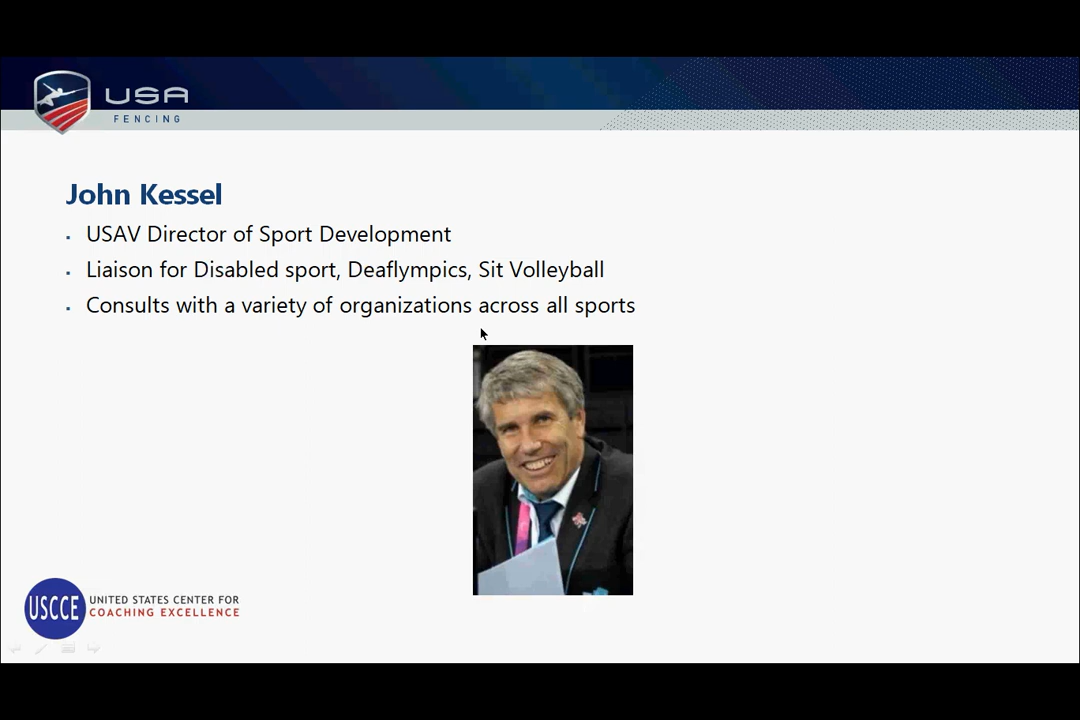 USA
FENCING
John Kessel
▪ USAV Director of Sport Development
▪ Liaison for Disabled sport, Deaflympics, Sit Volleyball
▪ Consults with a variety of organizations across all sports
USCCE
UNITED STATES CENTER FOR
COACHING EXCELLENCE